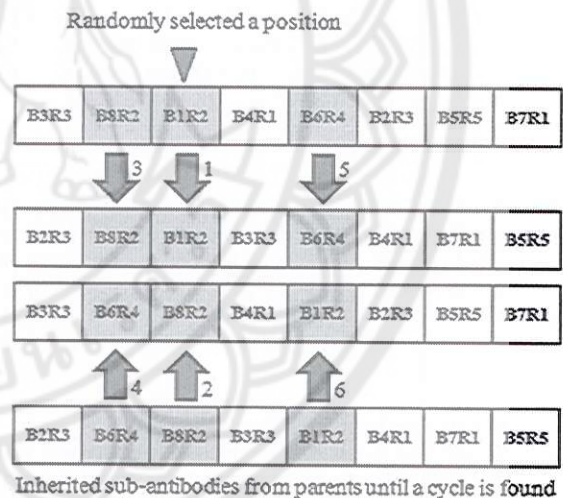 Randomly selected a position
B3R3 B8R2 B1R2 B4R1 B6R4 B2R3 B5R5 B7R1
3 1 5
B2R3 B8R2 B1R2 B3R3 B6R4 B4R1 B7R1 B5R5
B3R3 B6R4 B8R2 B4R1 B1R2 B2R3 B5R5 B7R1
4 2 6
B2R3 B6R4 B8R2 B3R3 B1R2 B4R1 B7R1 B5R5
Inherited sub-antibodies from parents until a cycle is found